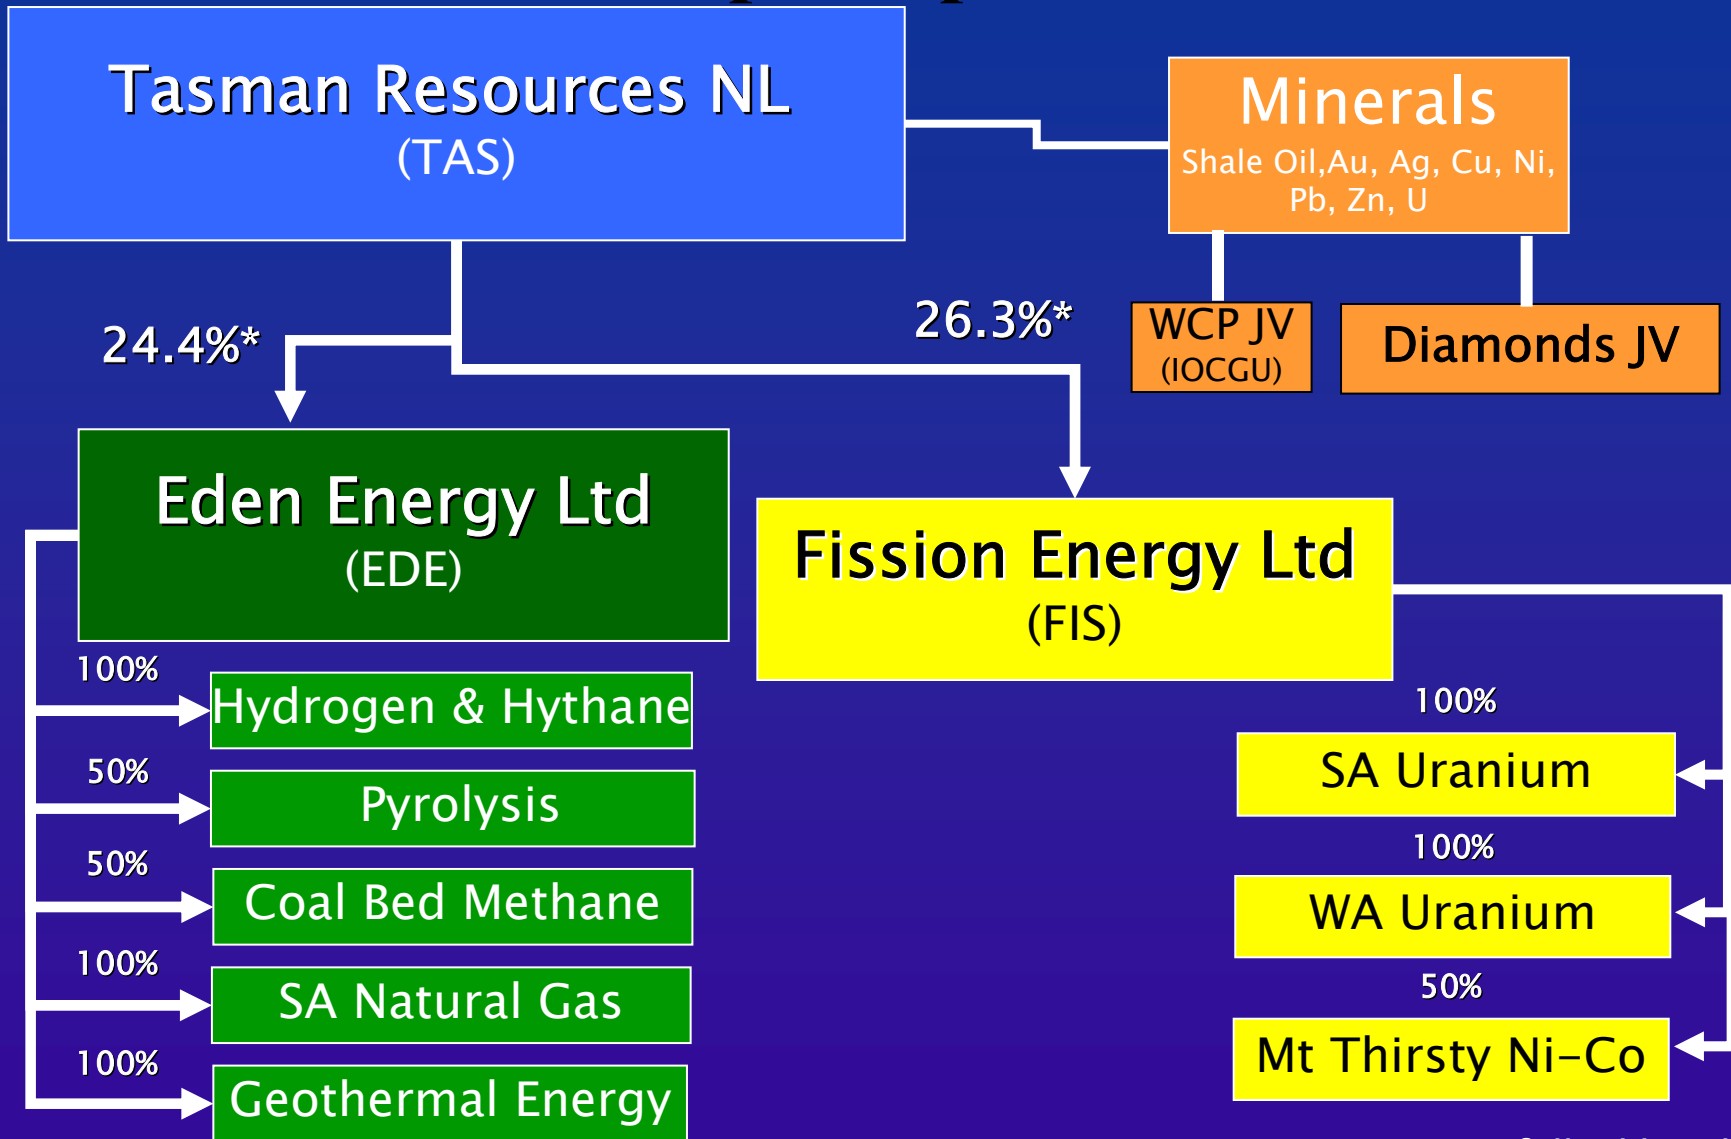 Tasman Resources NL
(TAS)
Minerals
Shale Oil,Au, Ag, Cu, Ni,
Pb, Zn, U
24.4%*
26.3%*
WCP JV
(IOCGU)
Diamonds JV
Eden Energy Ltd
(EDE)
Fission Energy Ltd
(FIS)
100%
Hydrogen & Hythane
50%
Pyrolysis
50%
Coal Bed Methane
100%
SA Natural Gas
100%
Geothermal Energy
100%
SA Uranium
100%
WA Uranium
50%
Mt Thirsty Ni-Co